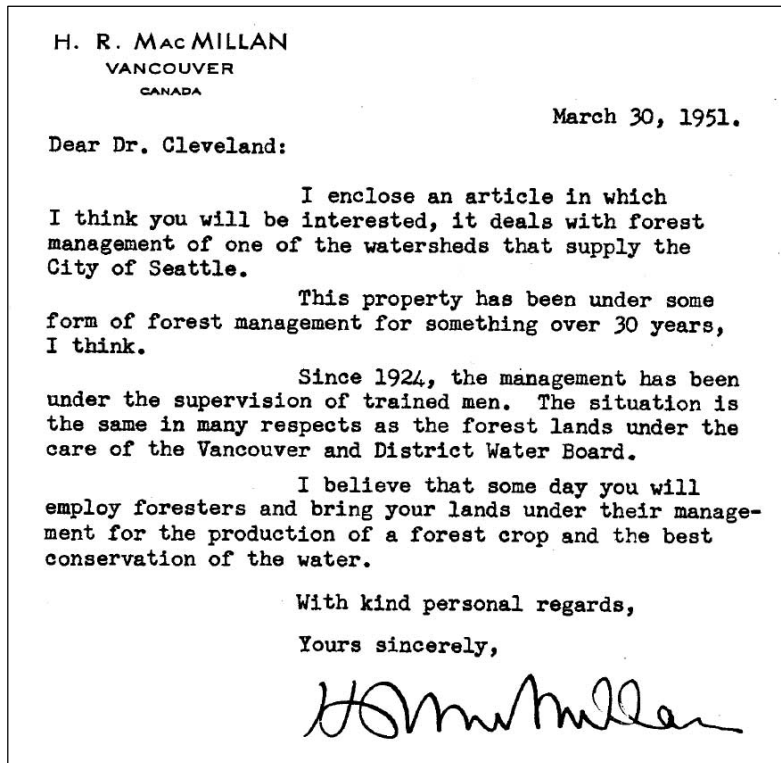 H. R. MacMILLAN
VANCOUVER
CANADA
March 30, 1951.
Dear Dr. Cleveland:
I enclose an article in which
I think you will be interested, it deals with forest
management of one of the watersheds that supply the
City of Seattle.
This property has been under some
form of forest management for something over 30 years,
I think.
Since 1924, the management has been
under the supervision of trained men. The situation is
the same in many respects as the forest lands under the
care of the Vancouver and District Water Board.
I believe that some day you will
employ foresters and bring your lands under their manage-
ment for the production of a forest crop and the best
conservation of the water.
With kind personal regards,
Yours sincerely,
HRMacMillan